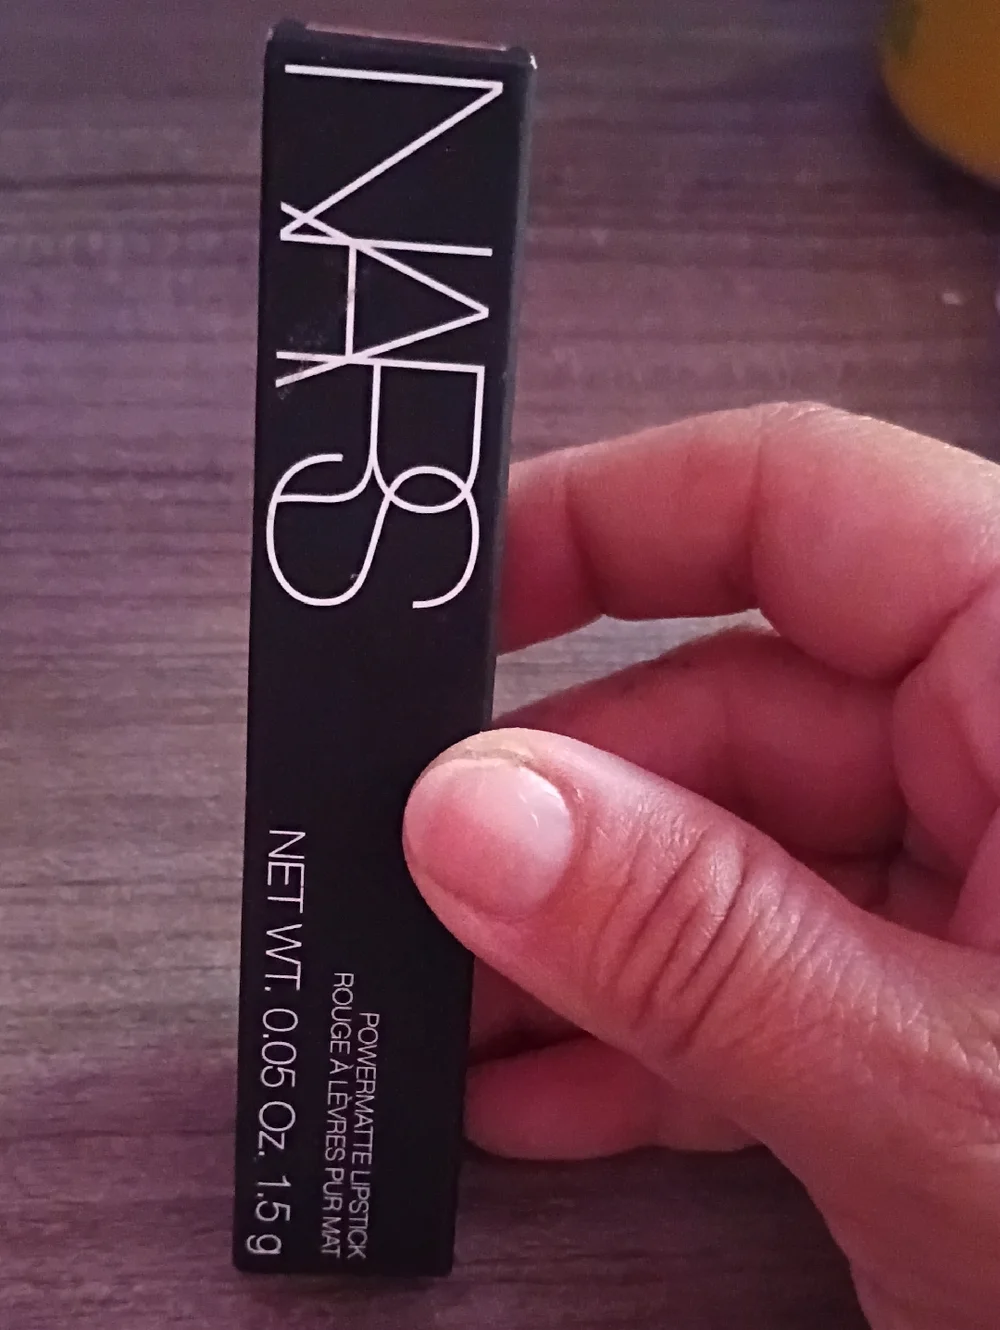 NARS
POWERMATTE LIPSTICK
ROUGE À LÈVRES PUR MAT
NET WT. 0.05 Oz. 1.5 g